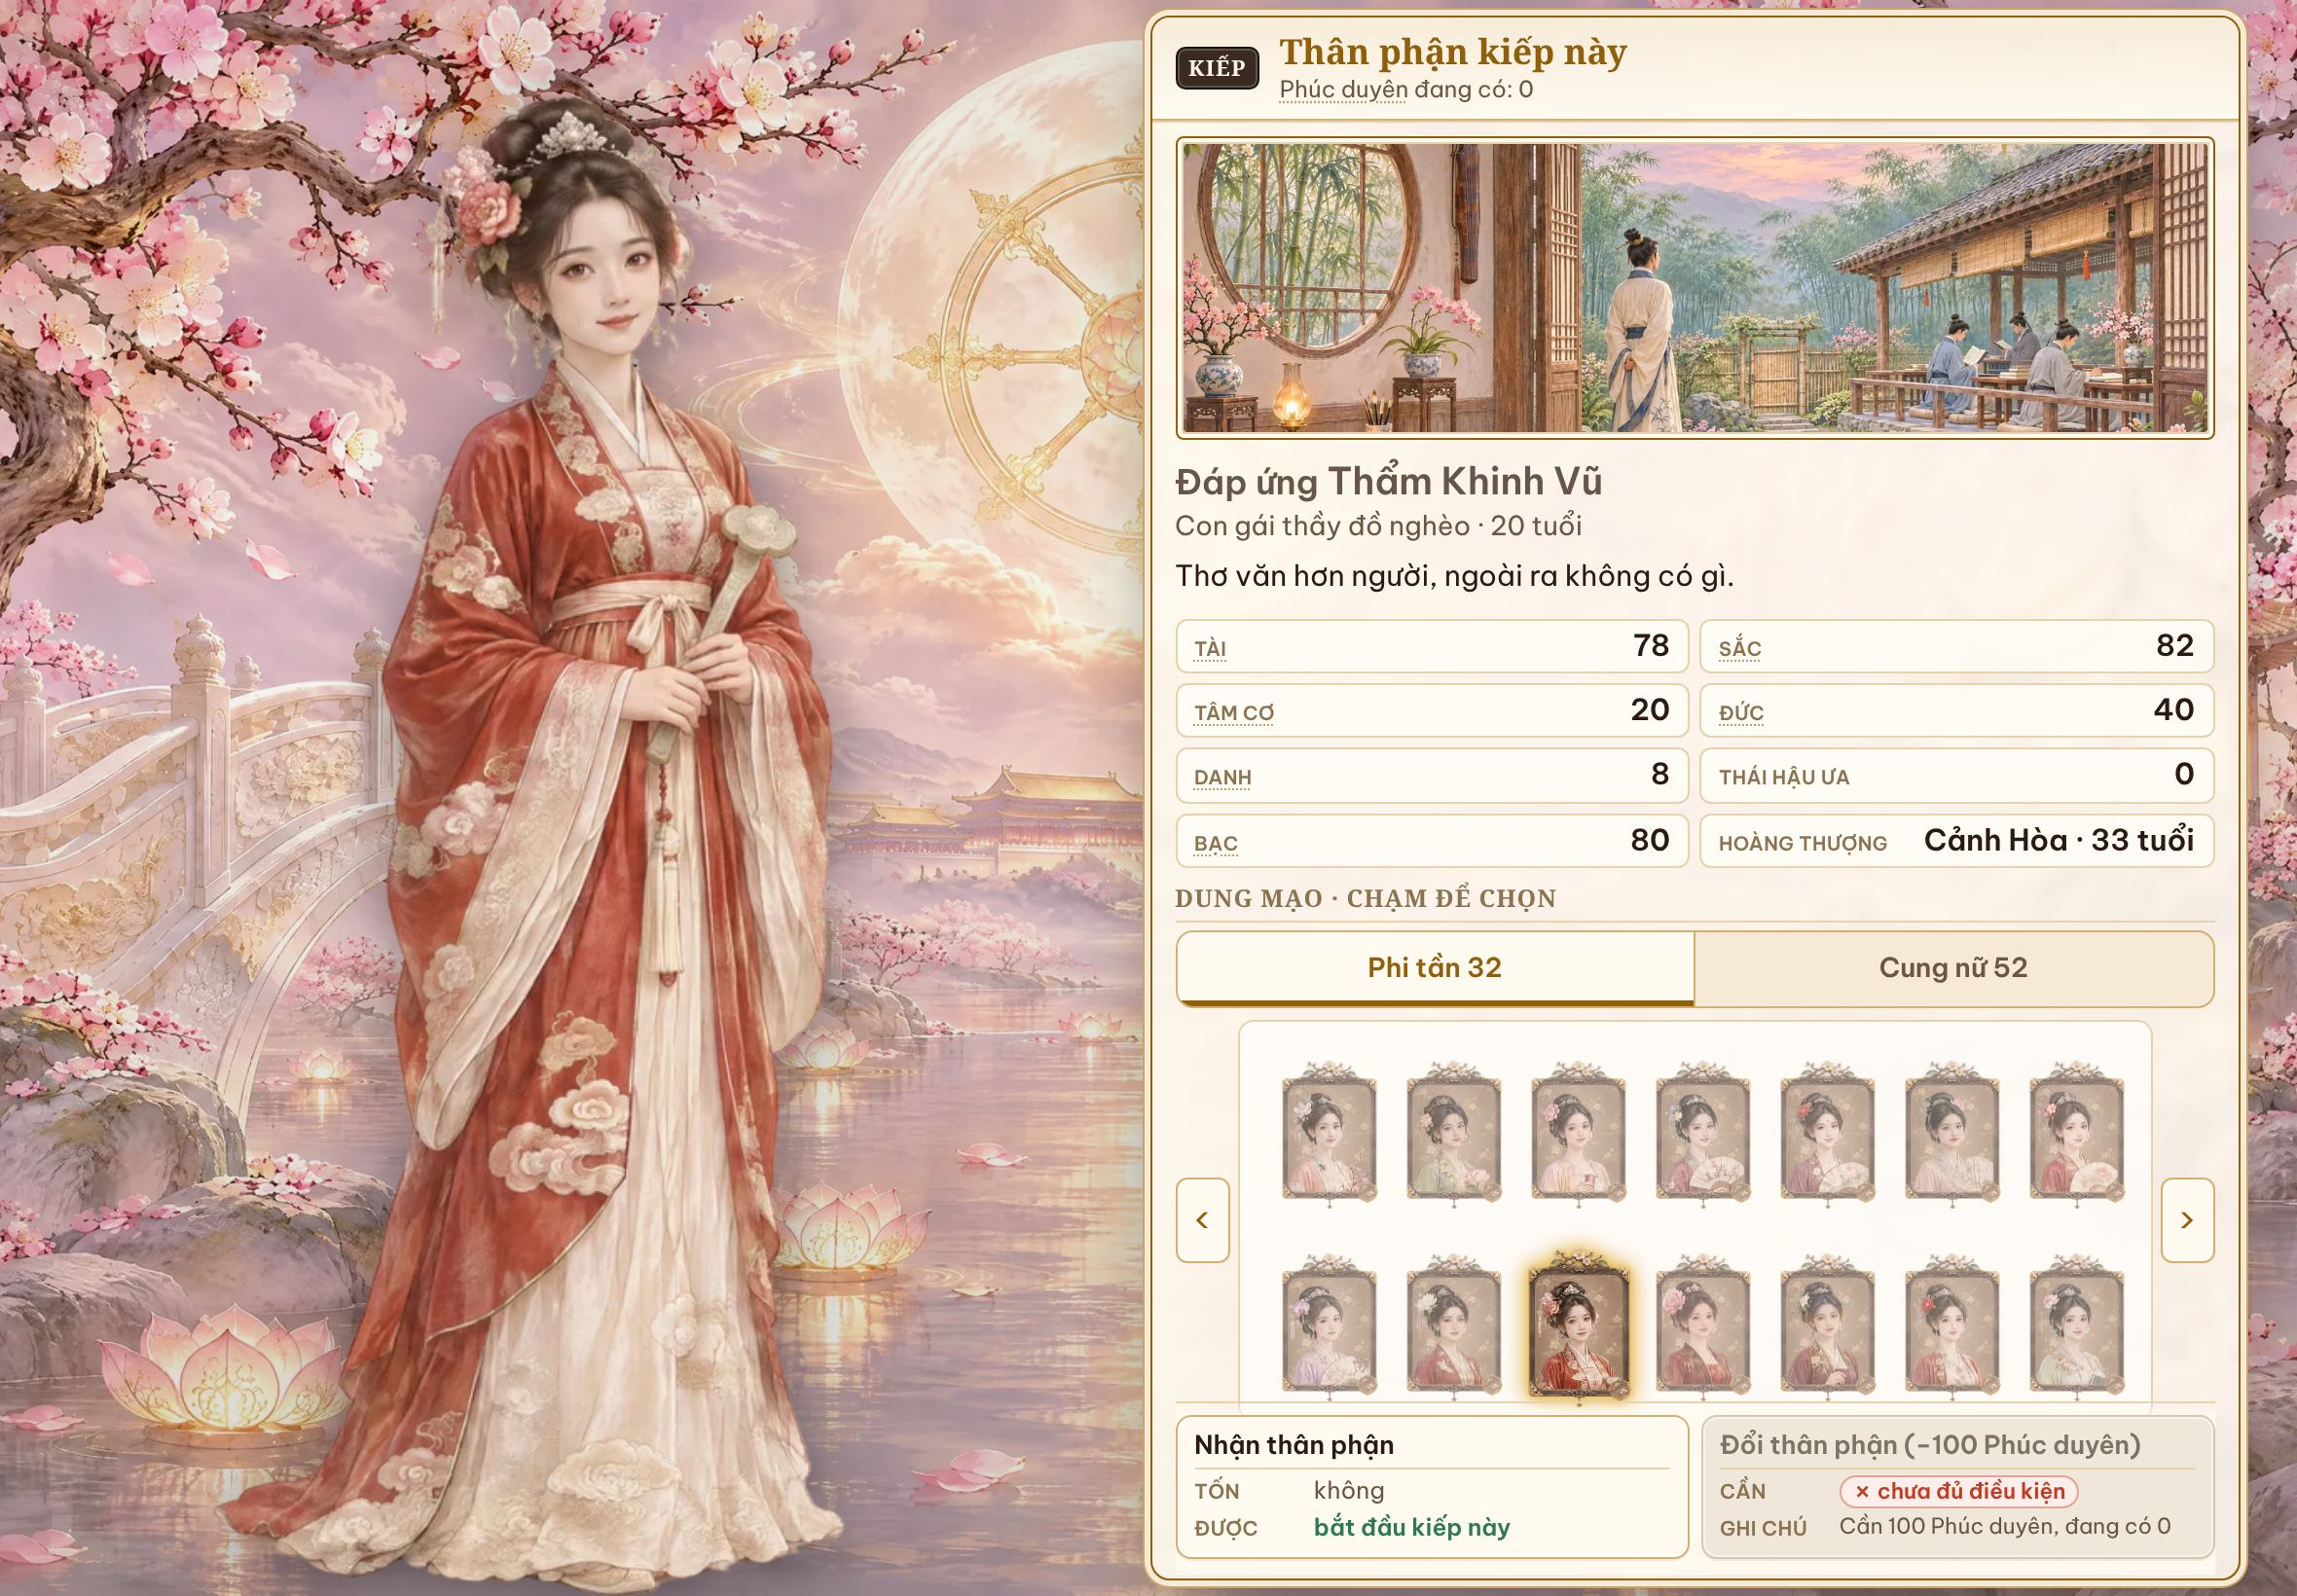 KIẾP
Thân phận kiếp này
Phúc duyên đang có: 0
Đáp ứng Thẩm Khinh Vũ
Con gái thầy đồ nghèo · 20 tuổi
Thơ văn hơn người, ngoài ra không có gì.
TÀI 78
SẮC 82
TÂM CƠ 20
ĐỨC 40
DANH 8
THÁI HẬU ƯA 0
BẠC 80
HOÀNG THƯỢNG Cảnh Hòa · 33 tuổi
DUNG MẠO · CHẠM ĐỂ CHỌN
Phi tần 32
Cung nữ 52
Nhận thân phận
TỐN không
ĐƯỢC bắt đầu kiếp này
Đổi thân phận (-100 Phúc duyên)
CẦN × chưa đủ điều kiện
GHI CHÚ Cần 100 Phúc duyên, đang có 0